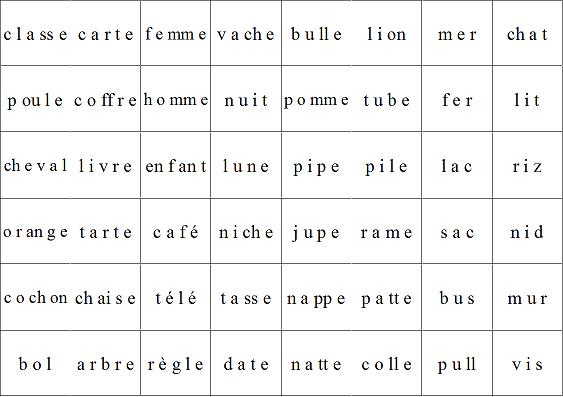 classe carte femme vache bulle lion mer chat
poule coffre homme nuit pomme tube fer lit
cheval livre enfant lune pipe pile lac riz
orange tarte café niche jupe rame sac nid
cochon chaise télé tasse nappe patte bus mur
bol arbre règle date natte colle pull vis